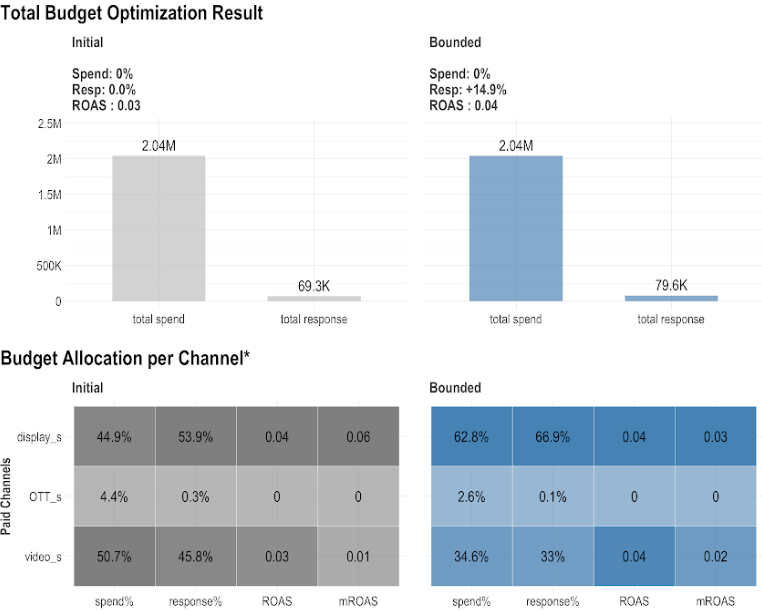 Total Budget Optimization Result
Initial
Bounded
Spend: 0%
Resp: 0.0%
ROAS : 0.03
Spend: 0%
Resp: +14.9%
ROAS : 0.04
2.5M
2M
1.5M
1M
500K
0
2.04M
69.3K
2.04M
79.6K
total spend
total response
total spend
total response
Budget Allocation per Channel*
Initial
Bounded
Paid Channels
display_s 44.9% 53.9% 0.04 0.06 62.8% 66.9% 0.04 0.03
OTT_s 4.4% 0.3% 0 0 2.6% 0.1% 0 0
video_s 50.7% 45.8% 0.03 0.01 34.6% 33% 0.04 0.02
spend% response% ROAS mROAS spend% response% ROAS mROAS